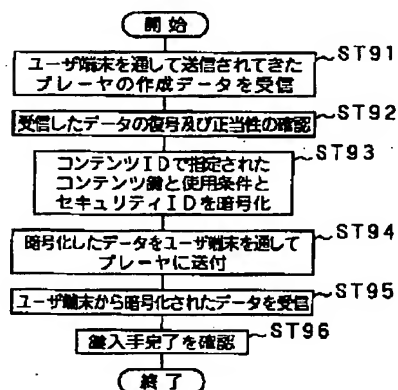 開始
ユーザ端末を通して送信されてきた
プレーヤの作成データを受信
ST91
受信したデータの復号及び正当性の確認
ST92
コンテンツIDで指定された
コンテンツ鍵と使用条件と
セキュリティIDを暗号化
ST93
暗号化したデータをユーザ端末を通して
プレーヤに送付
ST94
ユーザ端末から暗号化されたデータを受信
ST95
鍵入手完了を確認
ST96
終了